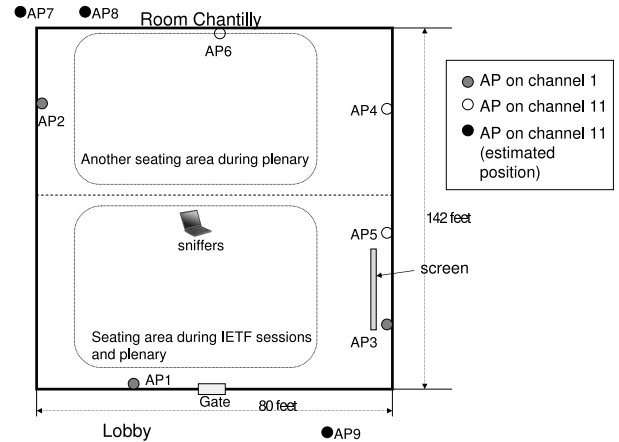 AP7
AP8
Room Chantilly
AP6
AP on channel 1
AP on channel 11
AP on channel 11
(estimated
position)
AP2
AP4
Another seating area during plenary
142 feet
AP5
sniffers
screen
Seating area during IETF sessions
and plenary
AP3
AP1
Gate
80 feet
Lobby
AP9